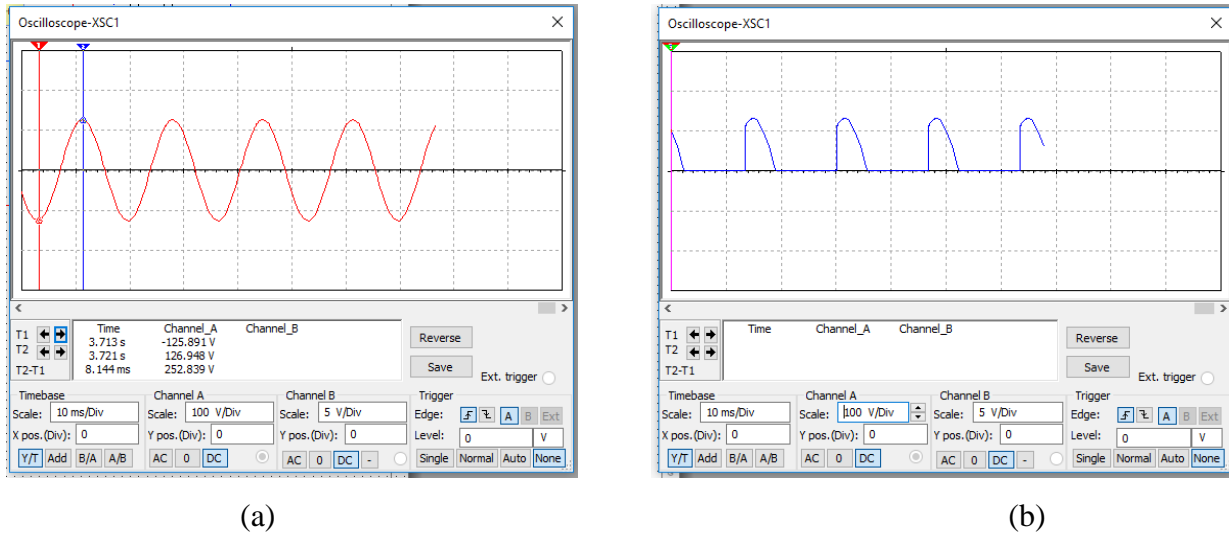 Oscilloscope-XSC1
1
2
T1
T2
T2-T1
Time Channel_A Channel_B
3.713 s -125.891 V
3.721 s 126.948 V
8.144 ms 252.839 V
Reverse
Save
Ext. trigger
Timebase
Scale: 10 ms/Div
X pos.(Div): 0
Y/T Add B/A A/B
Channel A
Scale: 100 V/Div
Y pos.(Div): 0
AC 0 DC
Channel B
Scale: 5 V/Div
Y pos.(Div): 0
AC 0 DC -
Trigger
Edge: A B Ext
Level: 0 V
Single Normal Auto None
(a)
Oscilloscope-XSC1
T1
T2
T2-T1
Time Channel_A Channel_B
Reverse
Save
Ext. trigger
Timebase
Scale: 10 ms/Div
X pos.(Div): 0
Y/T Add B/A A/B
Channel A
Scale: 100 V/Div
Y pos.(Div): 0
AC 0 DC
Channel B
Scale: 5 V/Div
Y pos.(Div): 0
AC 0 DC -
Trigger
Edge: A B Ext
Level: 0 V
Single Normal Auto None
(b)